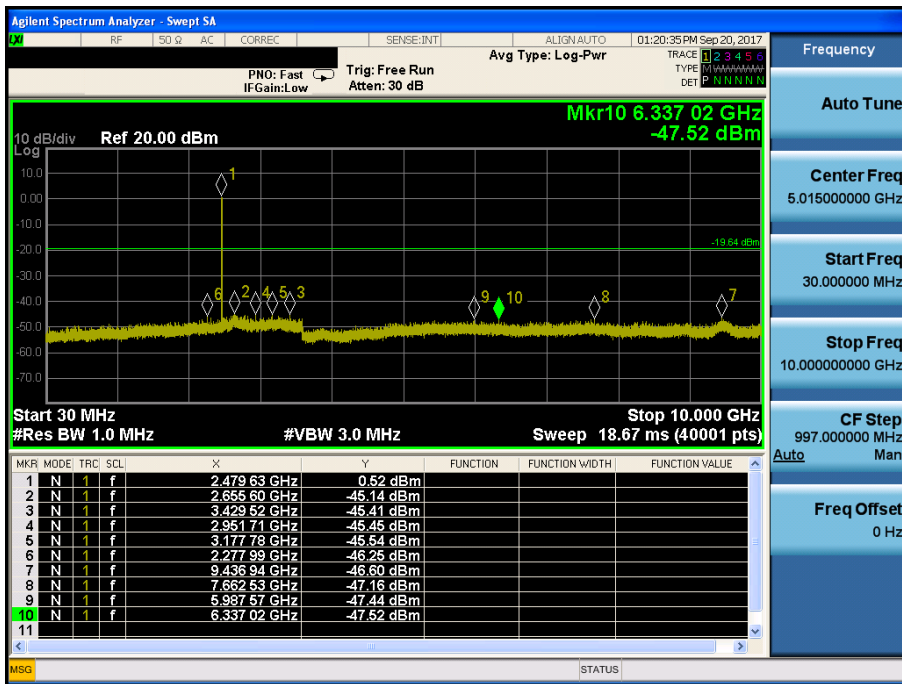 Agilent Spectrum Analyzer - Swept SA
LXI RF 50 Ω AC CORREC SENSE:INT ALIGN AUTO 01:20:35 PM Sep 20, 2017
Frequency
Avg Type: Log-Pwr
TRACE 1 2 3 4 5 6
TYPE M WWWWW
DET P N N N N N
PNO: Fast
IFGain:Low
Trig: Free Run
Atten: 30 dB
Auto Tune
Mkr10 6.337 02 GHz
-47.52 dBm
10 dB/div Ref 20.00 dBm
Log
10.0
0.00
-10.0
-20.0
-30.0
-40.0
-50.0
-60.0
-70.0
1
-19.64 dBm
6 2 4 5 3 9 10 8 7
Center Freq
5.015000000 GHz
Start Freq
30.000000 MHz
Stop Freq
10.000000000 GHz
CF Step
997.000000 MHz
Auto Man
Freq Offset
0 Hz
Start 30 MHz Stop 10.000 GHz
#Res BW 1.0 MHz #VBW 3.0 MHz Sweep 18.67 ms (40001 pts)
MKR MODE TRC SCL X Y FUNCTION FUNCTION WIDTH FUNCTION VALUE
1 N 1 f 2.479 63 GHz 0.52 dBm
2 N 1 f 2.655 60 GHz -45.14 dBm
3 N 1 f 3.429 52 GHz -45.41 dBm
4 N 1 f 2.951 71 GHz -45.45 dBm
5 N 1 f 3.177 78 GHz -45.54 dBm
6 N 1 f 2.277 99 GHz -46.25 dBm
7 N 1 f 9.436 94 GHz -46.60 dBm
8 N 1 f 7.662 53 GHz -47.16 dBm
9 N 1 f 5.987 57 GHz -47.44 dBm
10 N 1 f 6.337 02 GHz -47.52 dBm
11
MSG STATUS